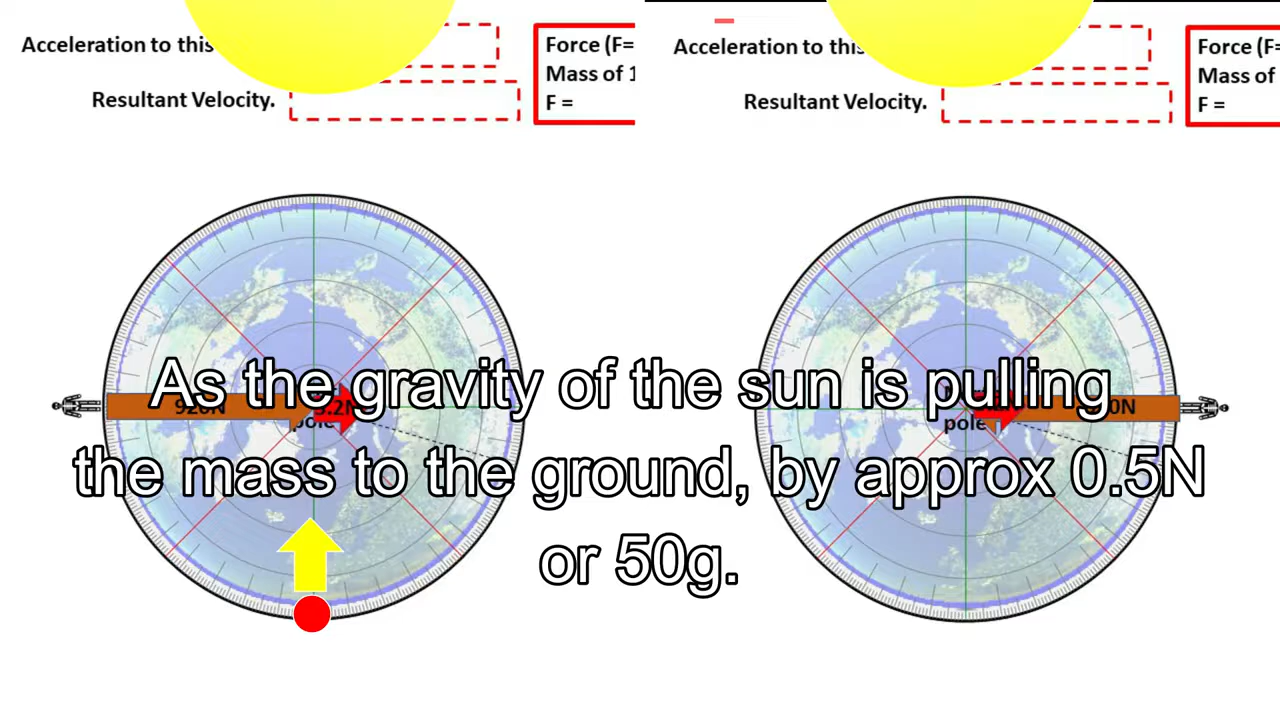 Acceleration to this
Force (F=
Mass of 1
Resultant Velocity.
F =
Acceleration to this
Force (F=
Mass of
Resultant Velocity.
F =
As the gravity of the sun is pulling
pole
pole
the mass to the ground, by approx 0.5N
or 50g.